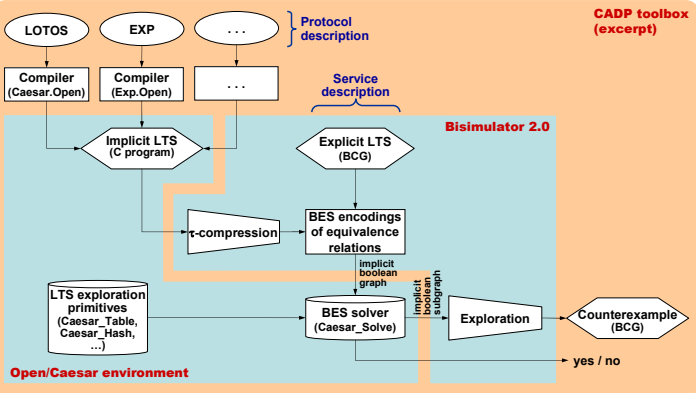 CADP toolbox
(excerpt)
LOTOS
EXP
. . .
Protocol
description
Compiler
(Caesar.Open)
Compiler
(Exp.Open)
. . .
Service
description
Bisimulator 2.0
Implicit LTS
(C program)
Explicit LTS
(BCG)
τ-compression
BES encodings
of equivalence
relations
implicit
boolean
graph
implicit
boolean
subgraph
LTS exploration
primitives
(Caesar_Table,
Caesar_Hash,
...)
BES solver
(Caesar_Solve)
Exploration
Counterexample
(BCG)
yes / no
Open/Caesar environment